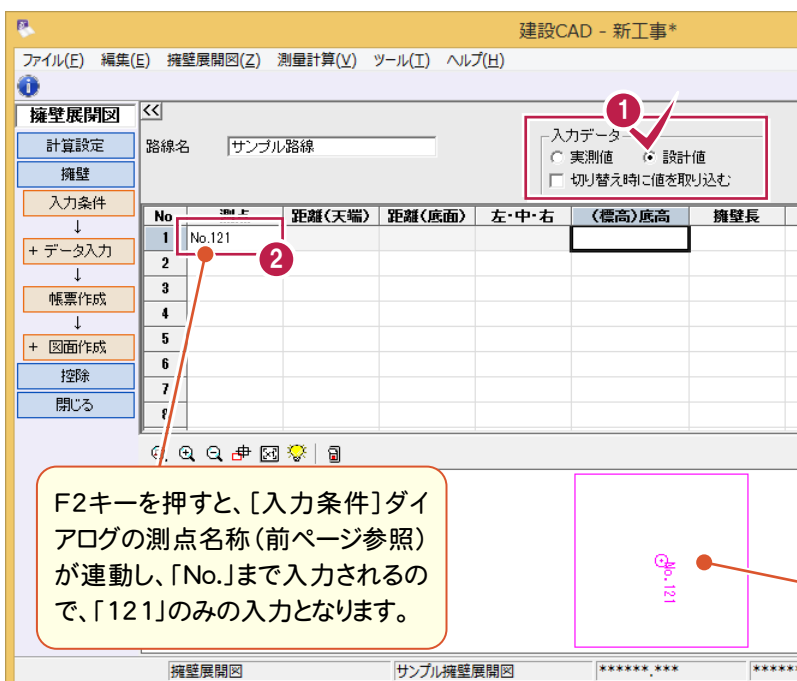 建設CAD - 新工事*
ファイル(F) 編集(E) 擁壁展開図(Z) 測量計算(V) ツール(T) ヘルプ(H)
擁壁展開図
<<
計算設定
擁壁
入力条件
↓
+ データ入力
↓
帳票作成
↓
+ 図面作成
控除
閉じる
路線名 サンプル路線
1
入力データ
実測値 設計値
切り替え時に値を取り込む
No 測点 距離(天端) 距離(底面) 左・中・右 (標高)底高 擁壁長
1 No.121
2
2
3
4
5
6
7
8
F2キーを押すと、[入力条件]ダイ
アログの測点名称(前ページ参照)
が連動し、「No.」まで入力されるの
で、「121」のみの入力となります。
No.121
擁壁展開図 サンプル擁壁展開図 ******.*** ****